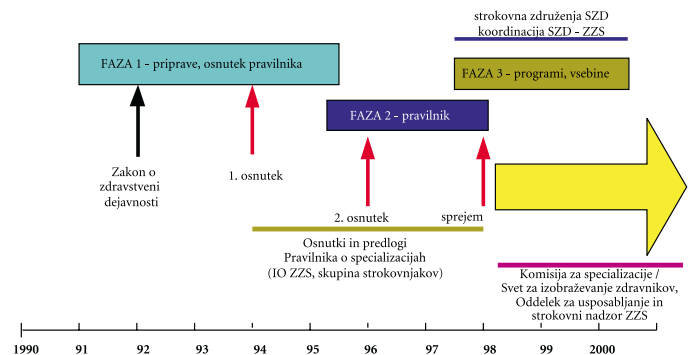 strokovna združenja SZD
koordinacija SZD - ZZS
FAZA 1 - priprave, osnutek pravilnika
FAZA 3 - programi, vsebine
FAZA 2 - pravilnik
Zakon o
zdravstveni
dejavnosti
1. osnutek
2. osnutek
sprejem
Osnutki in predlogi
Pravilnika o specializacijah
(IO ZZS, skupina strokovnjakov)
Komisija za specializacije /
Svet za izobraževanje zdravnikov,
Oddelek za usposabljanje in
strokovni nadzor ZZS
1990 91 92 93 94 95 96 97 98 99 2000